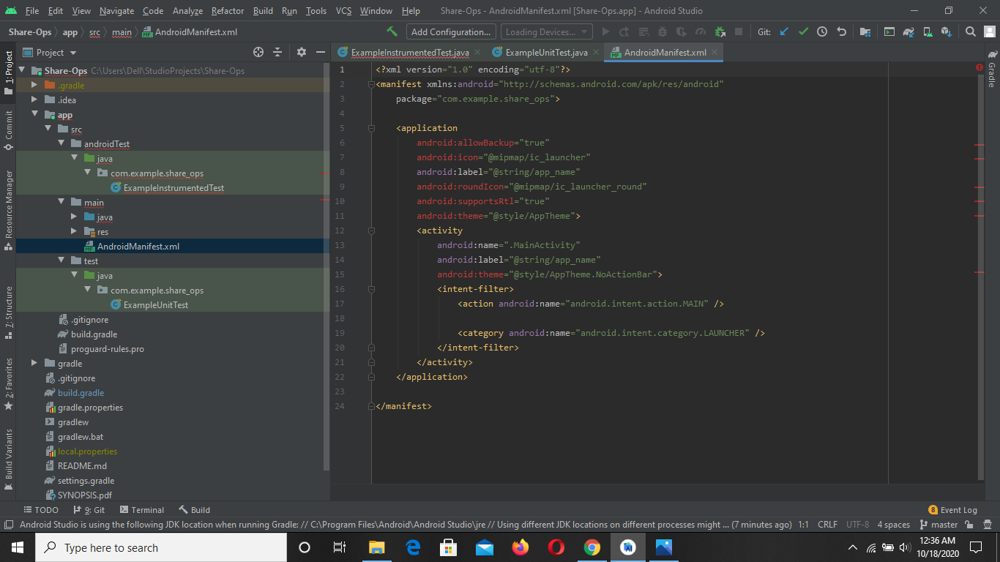 File Edit View Navigate Code Analyze Refactor Build Run Tools VCS Window Help Share-Ops - AndroidManifest.xml [Share-Ops.app] - Android Studio
Share-Ops app src main AndroidManifest.xml Add Configuration... Loading Devices... Git:
Project ExampleInstrumentedTest.java ExampleUnitTest.java AndroidManifest.xml
1: Project
Commit
Resource Manager
7: Structure
2: Favorites
Build Variants
Gradle
Share-Ops C:\Users\Dell\StudioProjects\Share-Ops
.gradle
.idea
app
src
androidTest
java
com.example.share_ops
ExampleInstrumentedTest
main
java
res
AndroidManifest.xml
test
java
com.example.share_ops
ExampleUnitTest
.gitignore
build.gradle
proguard-rules.pro
gradle
.gitignore
build.gradle
gradle.properties
gradlew
gradlew.bat
local.properties
README.md
settings.gradle
SYNOPSIS.pdf
1 <?xml version="1.0" encoding="utf-8"?>
2 <manifest xmlns:android="http://schemas.android.com/apk/res/android"
3 package="com.example.share_ops">
4
5 <application
6 android:allowBackup="true"
7 android:icon="@mipmap/ic_launcher"
8 android:label="@string/app_name"
9 android:roundIcon="@mipmap/ic_launcher_round"
10 android:supportsRtl="true"
11 android:theme="@style/AppTheme">
12 <activity
13 android:name=".MainActivity"
14 android:label="@string/app_name"
15 android:theme="@style/AppTheme.NoActionBar">
16 <intent-filter>
17 <action android:name="android.intent.action.MAIN" />
18
19 <category android:name="android.intent.category.LAUNCHER" />
20 </intent-filter>
21 </activity>
22 </application>
23
24 </manifest>
TODO 9: Git Terminal Build 8 Event Log
Android Studio is using the following JDK location when running Gradle: // C:\Program Files\Android\Android Studio\jre // Using different JDK locations on different processes might ... (7 minutes ago) 1:1 CRLF UTF-8 4 spaces master
Type here to search
12:36 AM
10/18/2020